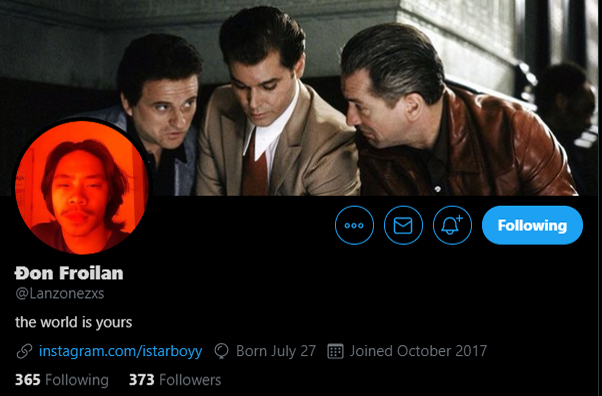 Following
Đon Froilan
@Lanzonezxs
the world is yours
instagram.com/istarboyy Born July 27 Joined October 2017
365 Following 373 Followers